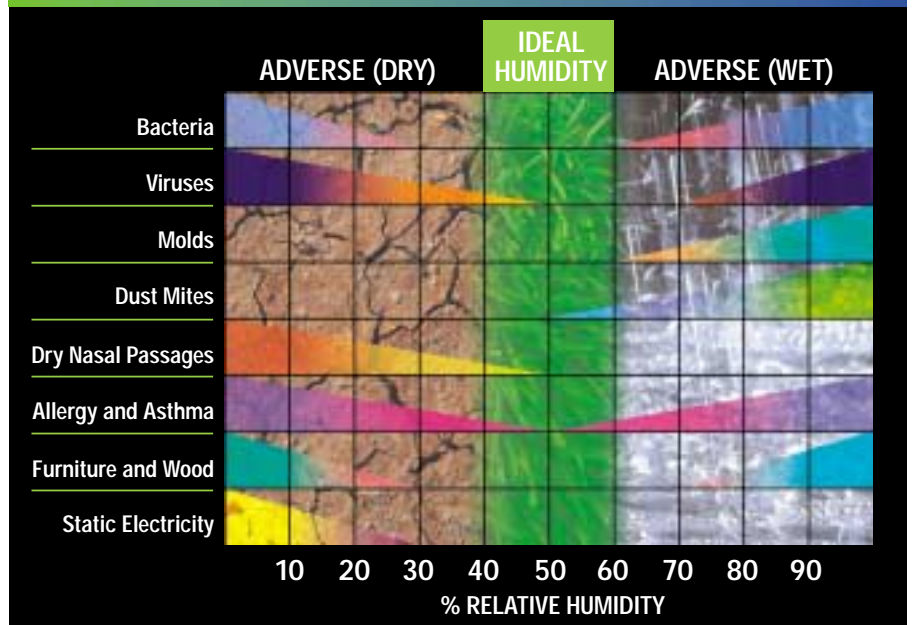 ADVERSE (DRY)
IDEAL
HUMIDITY
ADVERSE (WET)
Bacteria
Viruses
Molds
Dust Mites
Dry Nasal Passages
Allergy and Asthma
Furniture and Wood
Static Electricity
10 20 30 40 50 60 70 80 90
% RELATIVE HUMIDITY